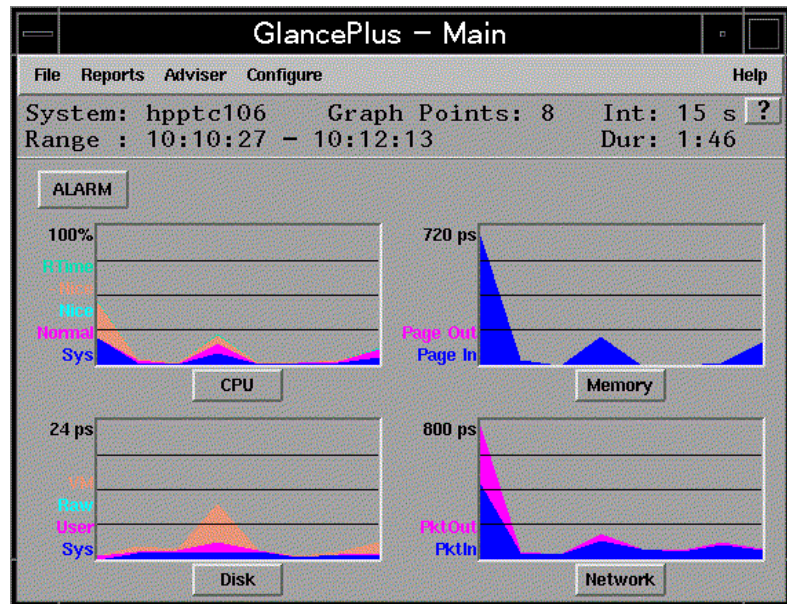 GlancePlus - Main
File Reports Adviser Configure Help
System: hpptc106 Graph Points: 8 Int: 15 s ?
Range : 10:10:27 - 10:12:13 Dur: 1:46
ALARM
100%
RTime
Nice
Nice
Normal
Sys
CPU
720 ps
Page Out
Page In
Memory
24 ps
VM
Raw
User
Sys
Disk
800 ps
PktOut
PktIn
Network